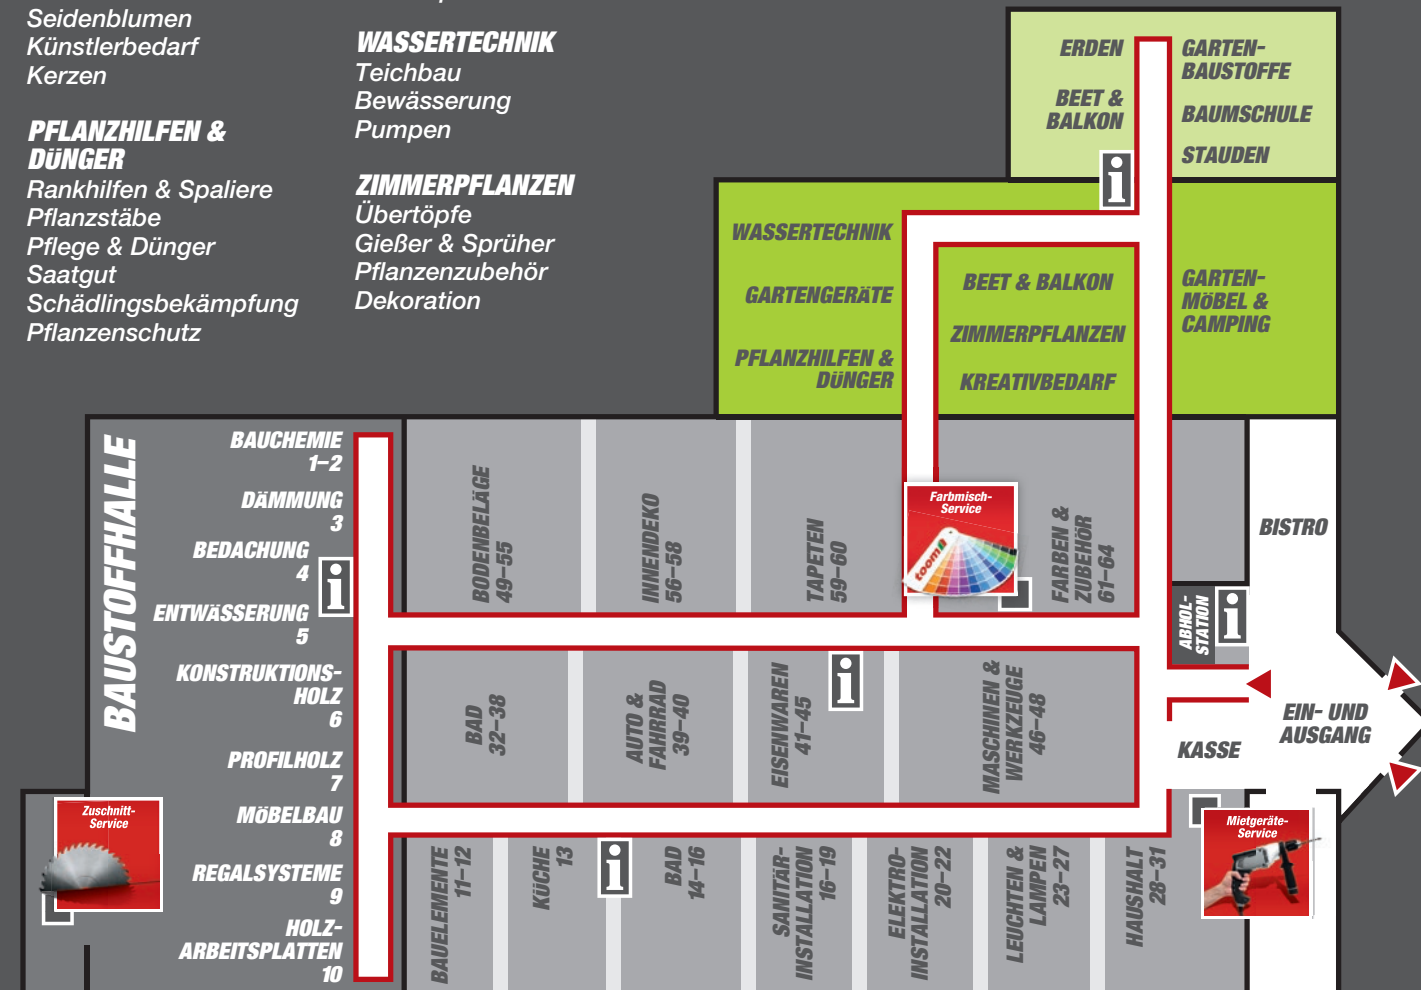 Seidenblumen
Künstlerbedarf
Kerzen
PFLANZHILFEN &
DÜNGER
Rankhilfen & Spaliere
Pflanzstäbe
Pflege & Dünger
Saatgut
Schädlingsbekämpfung
Pflanzenschutz
WASSERTECHNIK
Teichbau
Bewässerung
Pumpen
ZIMMERPFLANZEN
Übertöpfe
Gießer & Sprüher
Pflanzenzubehör
Dekoration
ERDEN
BEET &
BALKON
GARTEN-
BAUSTOFFE
BAUMSCHULE
STAUDEN
i
WASSERTECHNIK
GARTENGERÄTE
PFLANZHILFEN &
DÜNGER
BEET & BALKON
ZIMMERPFLANZEN
KREATIVBEDARF
GARTEN-
MÖBEL &
CAMPING
BAUSTOFFHALLE
BAUCHEMIE
1–2
DÄMMUNG
3
BEDACHUNG
4
i
ENTWÄSSERUNG
5
KONSTRUKTIONS-
HOLZ
6
PROFILHOLZ
7
MÖBELBAU
8
REGALSYSTEME
9
HOLZ-
ARBEITSPLATTEN
10
Zuschnitt-
Service
BODENBELÄGE
49–55
INNENDEKO
56–58
TAPETEN
59–60
Farbmisch-
Service
toom
FARBEN &
ZUBEHÖR
61–64
BISTRO
ABHOL-
STATION
i
BAD
32–38
AUTO &
FAHRRAD
39–40
EISENWAREN
41–45
i
MASCHINEN &
WERKZEUGE
46–48
EIN- UND
AUSGANG
KASSE
Mietgeräte-
Service
BAUELEMENTE
11–12
KÜCHE
13
i
BAD
14–16
SANITÄR-
INSTALLATION
16–19
ELEKTRO-
INSTALLATION
20–22
LEUCHTEN &
LAMPEN
23–27
HAUSHALT
28–31